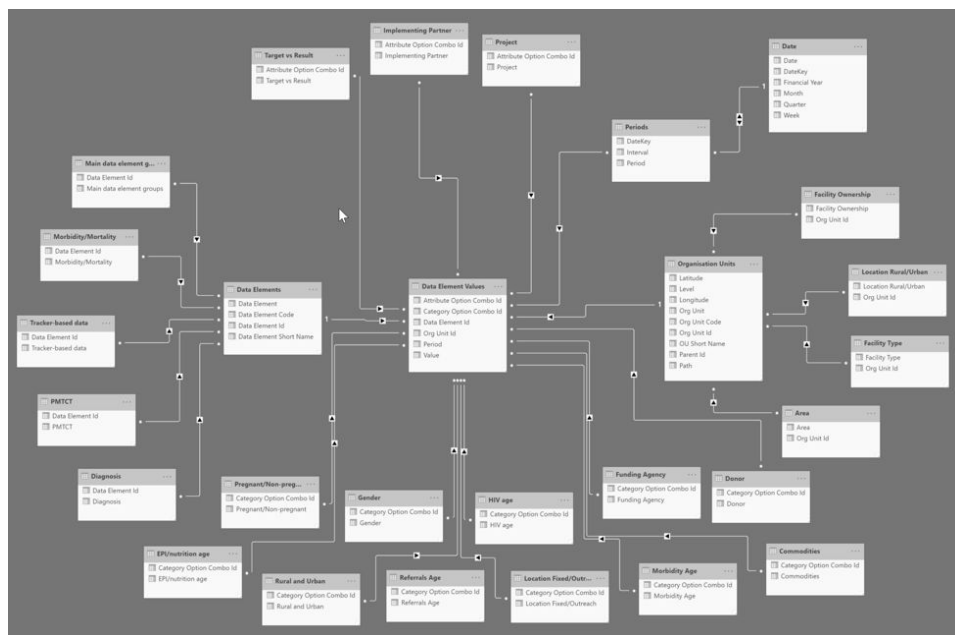 Implementing Partner
Attribute Option Combo Id
Implementing Partner
Target vs Result
Attribute Option Combo Id
Target vs Result
Project
Attribute Option Combo Id
Project
Date
Date
DateKey
Financial Year
Month
Quarter
Week
1
Periods
DateKey
Interval
Period
Main data element g...
Data Element Id
Main data element groups
Facility Ownership
Facility Ownership
Org Unit Id
Morbidity/Mortality
Data Element Id
Morbidity/Mortality
Data Elements
Data Element
Data Element Code
Data Element Id
Data Element Short Name
1
Data Element Values
Attribute Option Combo Id
Category Option Combo Id
Data Element Id
Org Unit Id
Period
Value
Organisation Units
Latitude
Level
Longitude
Org Unit
Org Unit Code
Org Unit Id
OU Short Name
Parent Id
Path
1
Location Rural/Urban
Location Rural/Urban
Org Unit Id
Tracker-based data
Data Element Id
Tracker-based data
Facility Type
Facility Type
Org Unit Id
PMTCT
Data Element Id
PMTCT
Area
Area
Org Unit Id
Diagnosis
Data Element Id
Diagnosis
Pregnant/Non-preg...
Category Option Combo Id
Pregnant/Non-pregnant
Gender
Category Option Combo Id
Gender
HIV age
Category Option Combo Id
HIV age
Funding Agency
Category Option Combo Id
Funding Agency
Donor
Category Option Combo Id
Donor
EPI/nutrition age
Category Option Combo Id
EPI/nutrition age
Rural and Urban
Category Option Combo Id
Rural and Urban
Referrals Age
Category Option Combo Id
Referrals Age
Location Fixed/Outr...
Category Option Combo Id
Location Fixed/Outreach
Morbidity Age
Category Option Combo Id
Morbidity Age
Commodities
Category Option Combo Id
Commodities